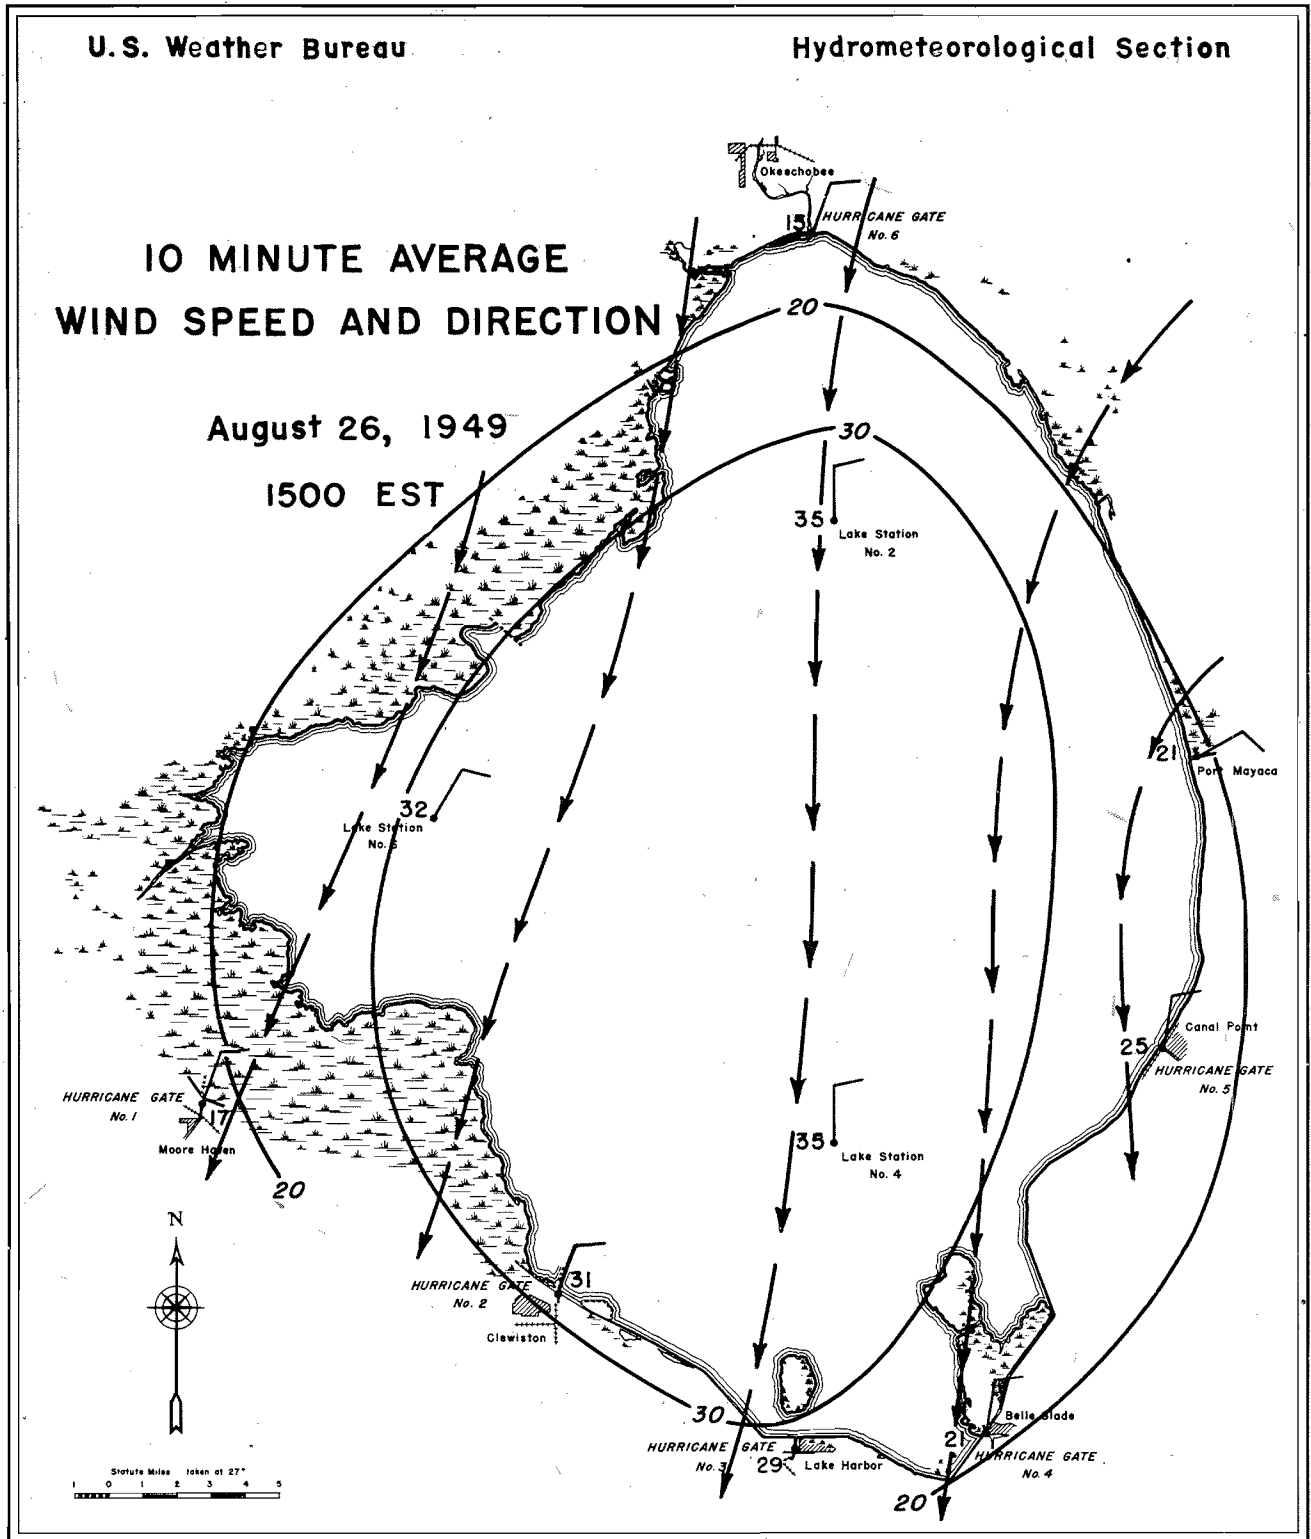 U.S. Weather Bureau
Hydrometeorological Section
Okeechobee
15
HURRICANE GATE
No. 6
10 MINUTE AVERAGE
WIND SPEED AND DIRECTION
August 26, 1949
1500 EST
20
30
35
Lake Station
No. 2
21
Port Mayaca
32
Lake Station
No.
Canal Point
25
HURRICANE GATE
No. 5
HURRICANE GATE
No. 1
17
Moore Haven
20
35
Lake Station
No. 4
N
31
HURRICANE GATE
No. 2
Clewiston
30
Belle Glade
21
HURRICANE GATE
No. 4
HURRICANE GATE
No. 3
29
Lake Harbor
20
Statute Miles taken at 27°
1 0 1 2 3 4 5